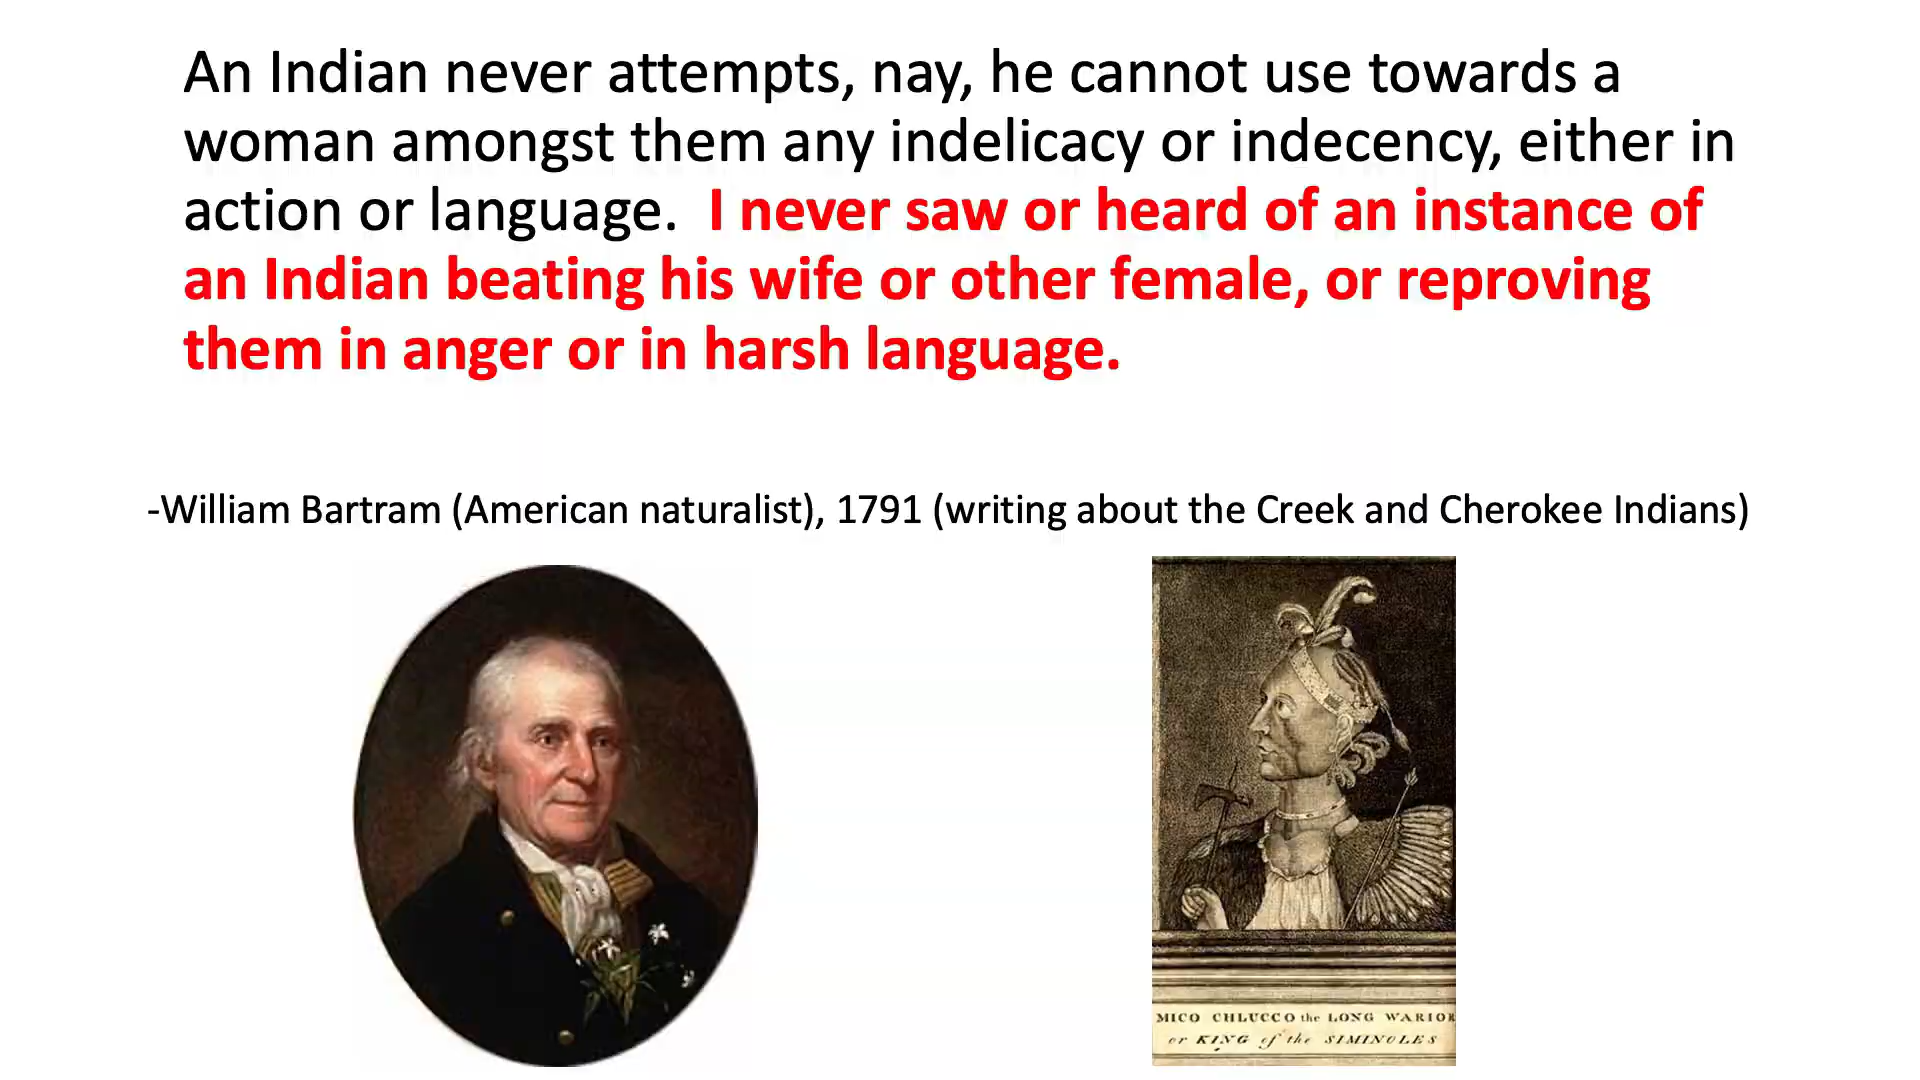 An Indian never attempts, nay, he cannot use towards a
woman amongst them any indelicacy or indecency, either in
action or language.  I never saw or heard of an instance of
an Indian beating his wife or other female, or reproving
them in anger or in harsh language.
-William Bartram (American naturalist), 1791 (writing about the Creek and Cherokee Indians)
MICO CHLUCCO the LONG WARIOR
or KING of the SIMINOLES